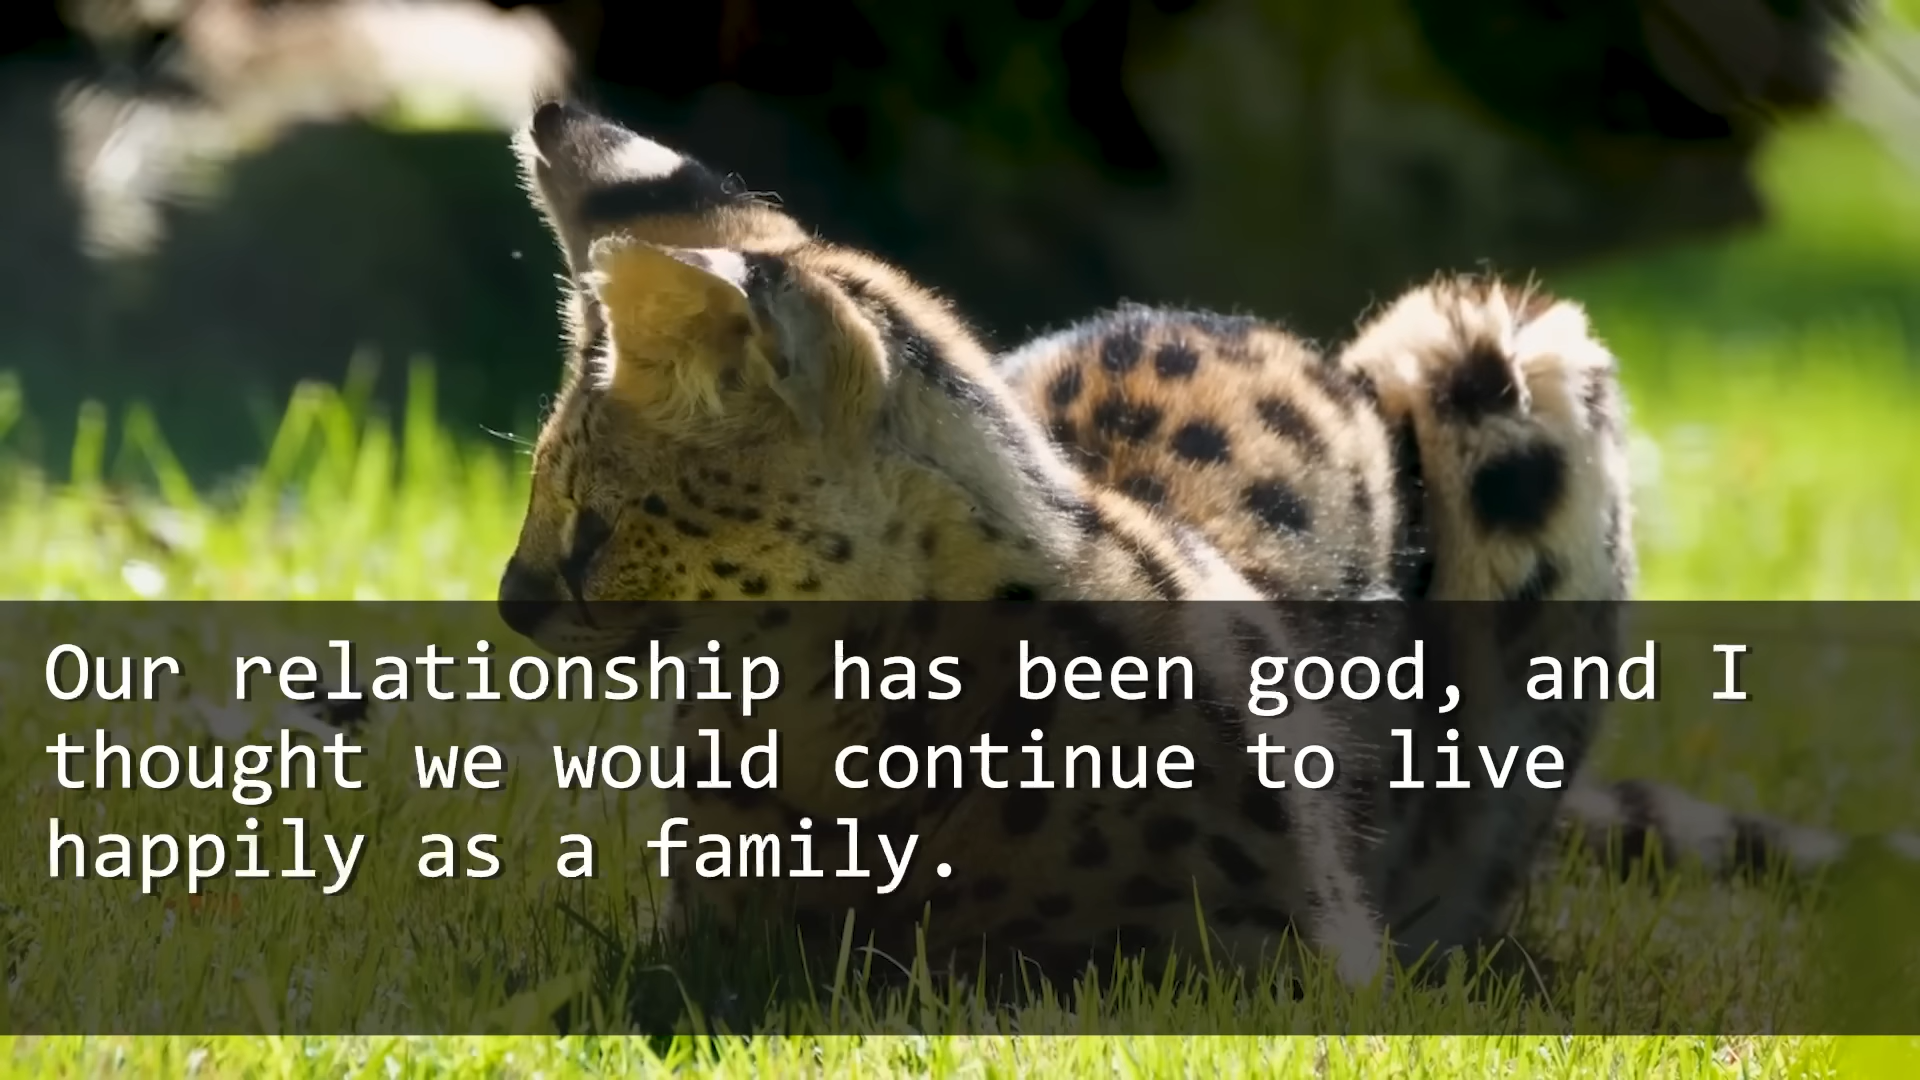 Our relationship has been good, and I
thought we would continue to live
happily as a family.